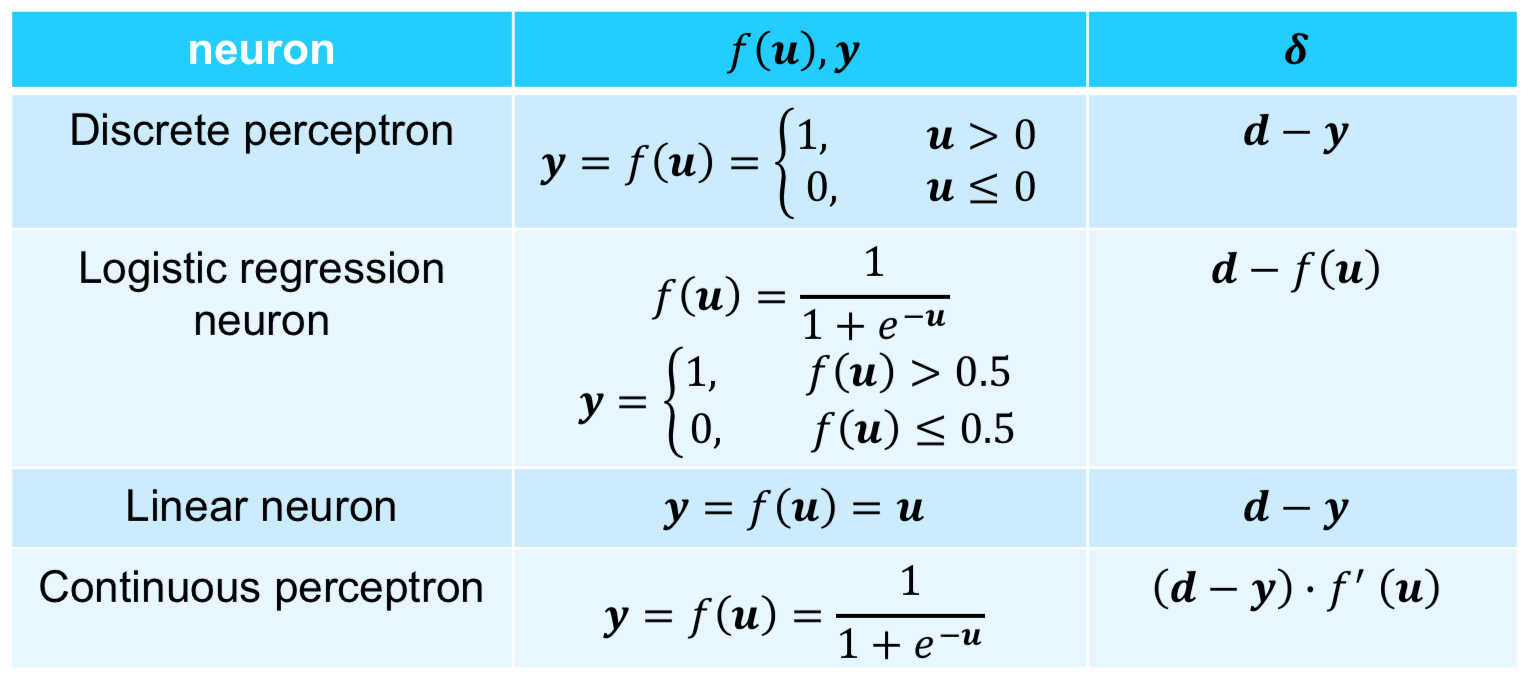 neuron f(u), y δ
Discrete perceptron y = f(u) = {1, u > 0 d − y
0, u ≤ 0
Logistic regression f(u) = 1 / (1 + e^−u) d − f(u)
neuron
y = {1, f(u) > 0.5
0, f(u) ≤ 0.5
Linear neuron y = f(u) = u d − y
Continuous perceptron y = f(u) = 1 / (1 + e^−u) (d − y) · f′ (u)